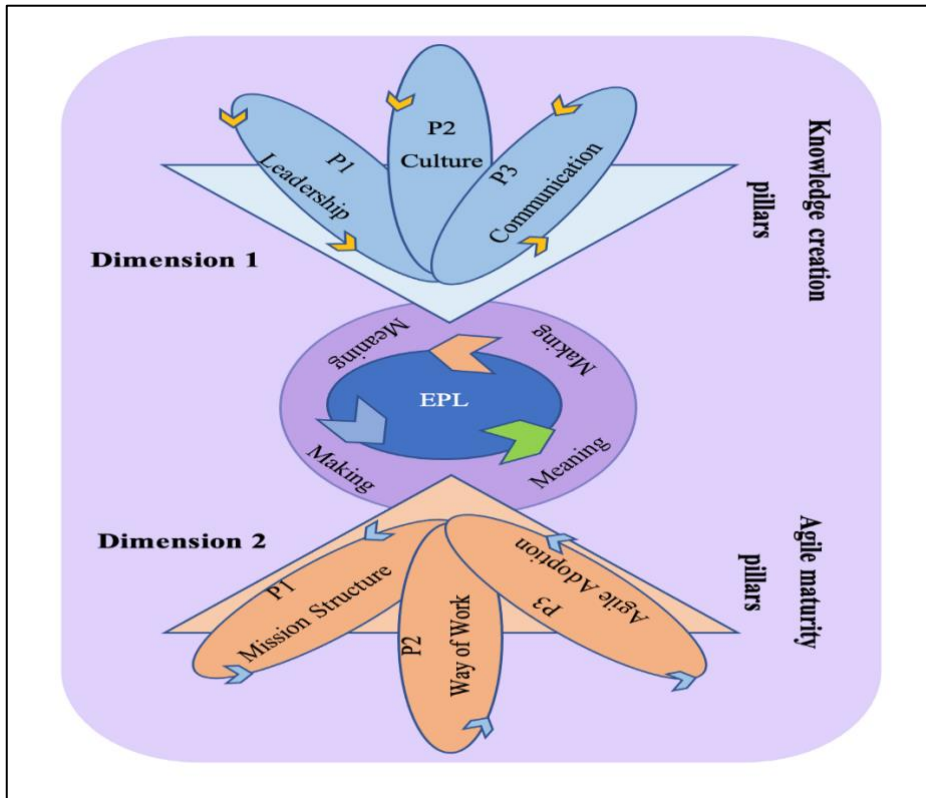 P1
Leadership
P2
Culture
P3
Communication
Knowledge creation
pillars
Dimension 1
Meaning
Making
EPL
Making
Meaning
Dimension 2
P1
Mission Structure
P2
Way of Work
P3
Agile Adoption
Agile maturity
pillars